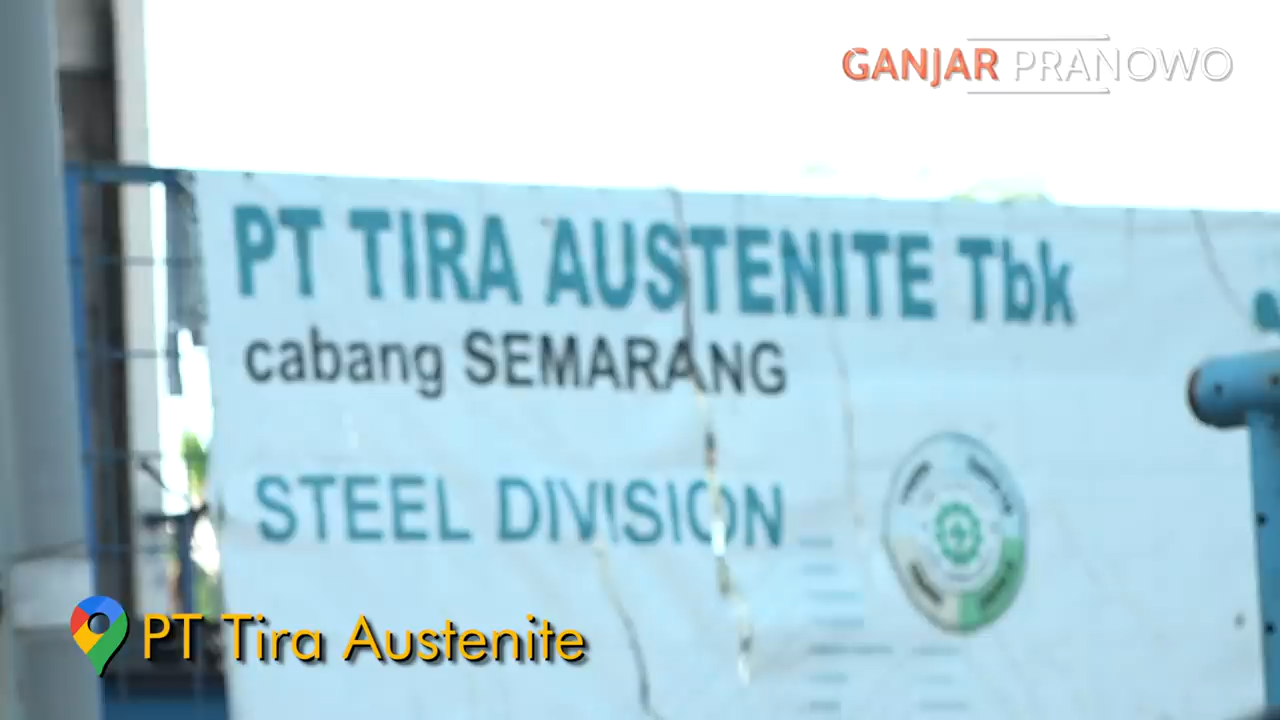 GANJAR PRANOWO
PT TIRA AUSTENITE Tbk
cabang SEMARANG
STEEL DIVISION
PT Tira Austenite